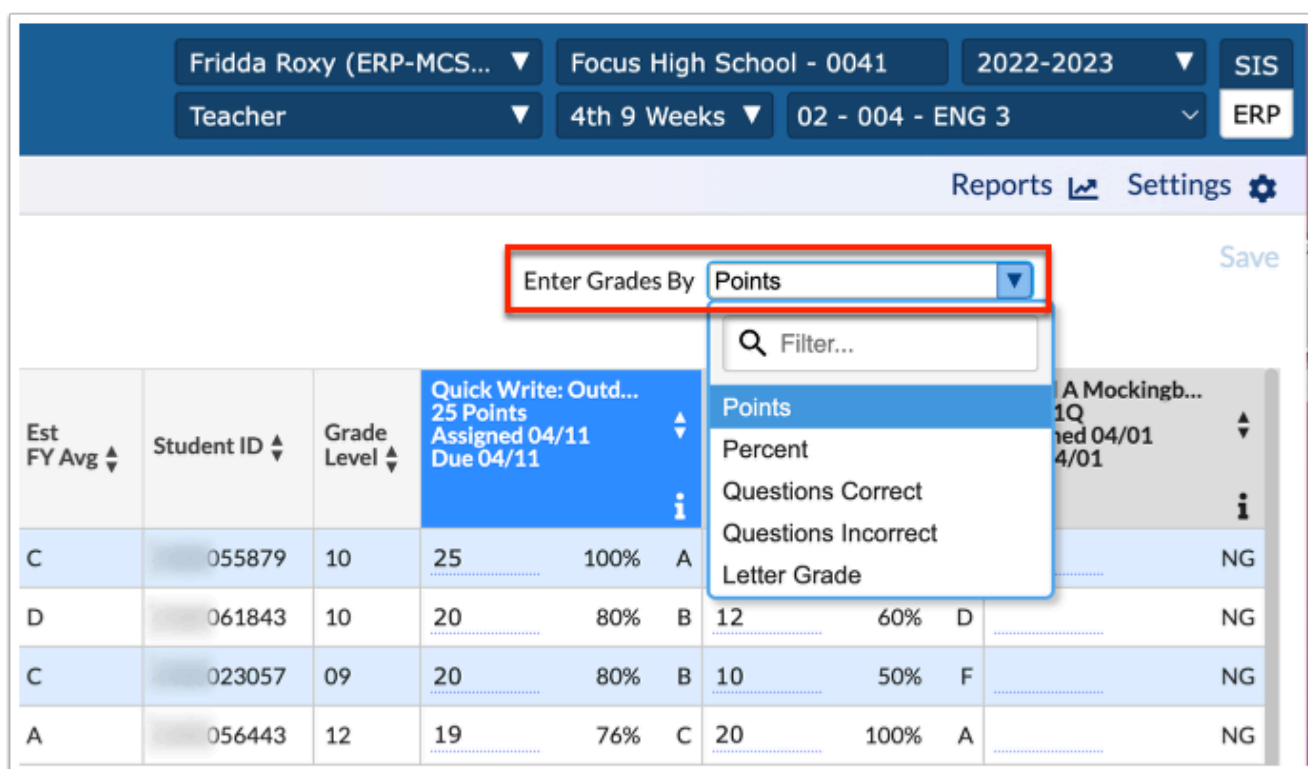 Fridda Roxy (ERP-MCS... ▼ Focus High School - 0041 2022-2023 ▼ SIS
Teacher ▼ 4th 9 Weeks ▼ 02 - 004 - ENG 3 ERP
Reports Settings
Save
Enter Grades By Points ▼
Filter...
Points
Percent
Questions Correct
Questions Incorrect
Letter Grade
Est
FY Avg
Student ID
Grade
Level
Quick Write: Outd...
25 Points
Assigned 04/11
Due 04/11
i
A Mockingb...
1Q
04/01
4/01
i
C 055879 10 25 100% A NG
D 061843 10 20 80% B 12 60% D NG
C 023057 09 20 80% B 10 50% F NG
A 056443 12 19 76% C 20 100% A NG